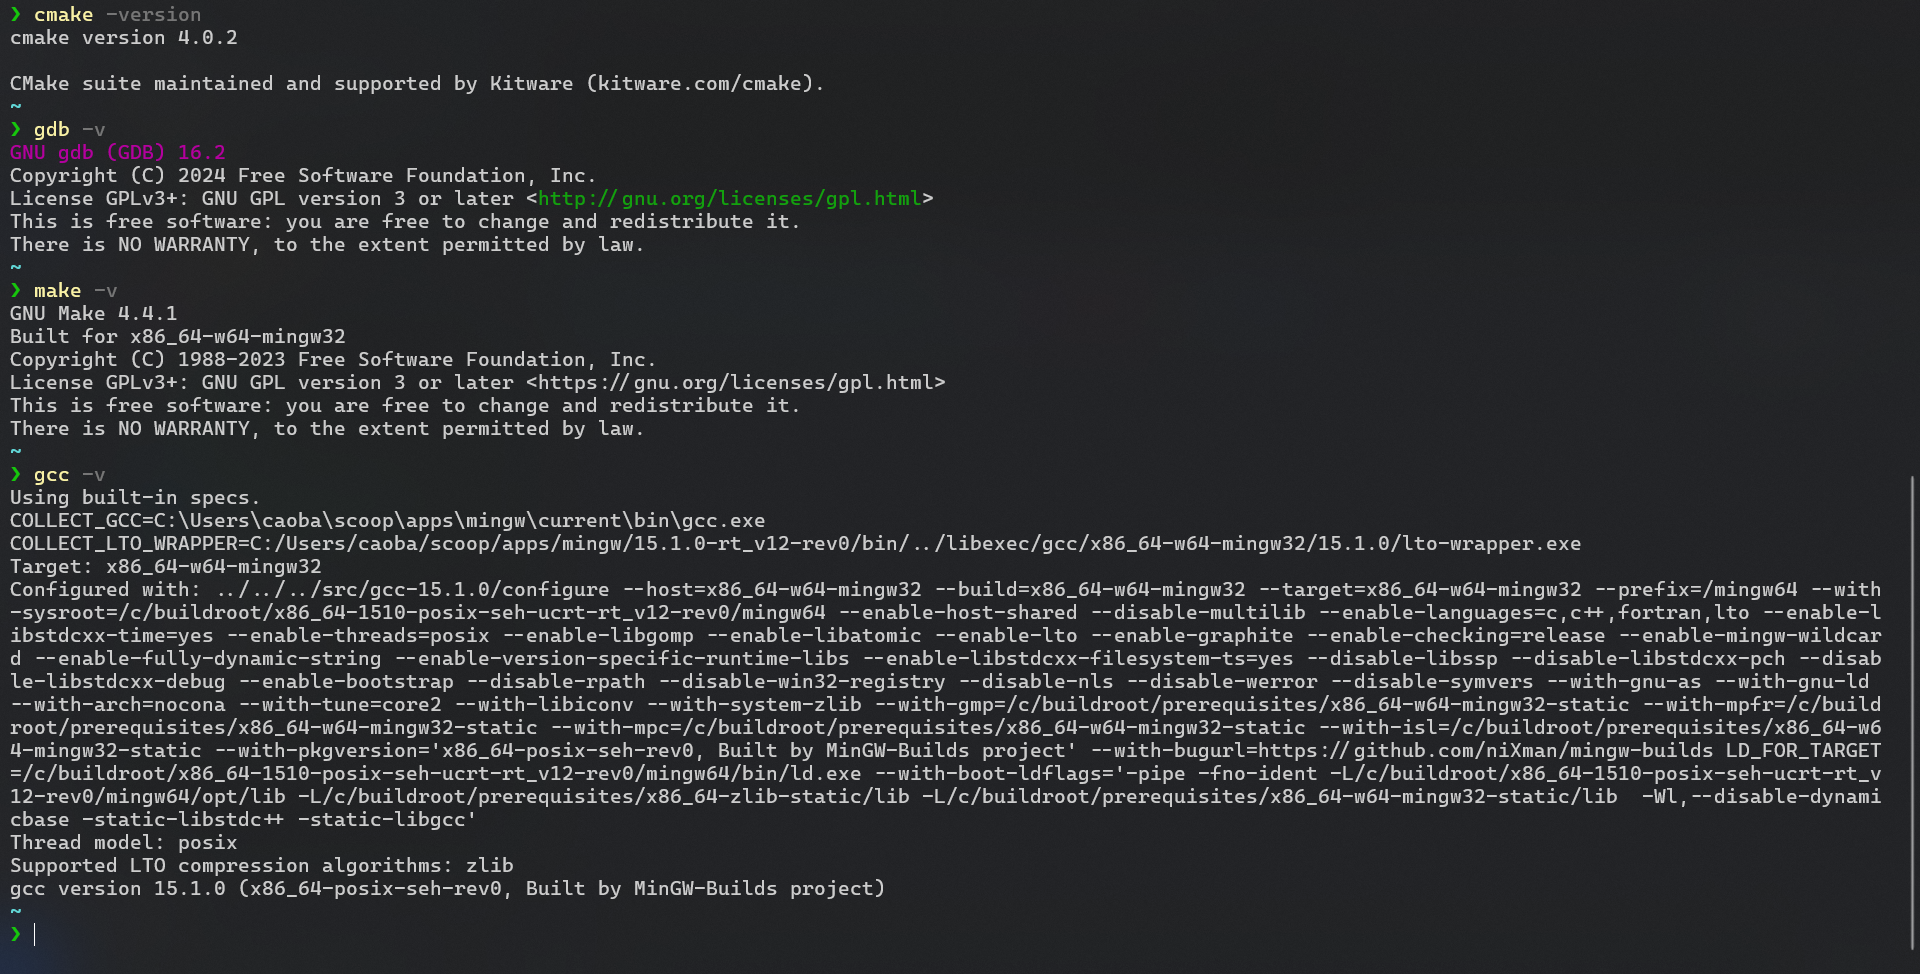 ❯ cmake -version
cmake version 4.0.2
CMake suite maintained and supported by Kitware (kitware.com/cmake).
~
❯ gdb -v
GNU gdb (GDB) 16.2
Copyright (C) 2024 Free Software Foundation, Inc.
License GPLv3+: GNU GPL version 3 or later <http://gnu.org/licenses/gpl.html>
This is free software: you are free to change and redistribute it.
There is NO WARRANTY, to the extent permitted by law.
~
❯ make -v
GNU Make 4.4.1
Built for x86_64-w64-mingw32
Copyright (C) 1988-2023 Free Software Foundation, Inc.
License GPLv3+: GNU GPL version 3 or later <https://gnu.org/licenses/gpl.html>
This is free software: you are free to change and redistribute it.
There is NO WARRANTY, to the extent permitted by law.
~
❯ gcc -v
Using built-in specs.
COLLECT_GCC=C:\Users\caoba\scoop\apps\mingw\current\bin\gcc.exe
COLLECT_LTO_WRAPPER=C:/Users/caoba/scoop/apps/mingw/15.1.0-rt_v12-rev0/bin/../libexec/gcc/x86_64-w64-mingw32/15.1.0/lto-wrapper.exe
Target: x86_64-w64-mingw32
Configured with: ../../../src/gcc-15.1.0/configure --host=x86_64-w64-mingw32 --build=x86_64-w64-mingw32 --target=x86_64-w64-mingw32 --prefix=/mingw64 --with
-sysroot=/c/buildroot/x86_64-1510-posix-seh-ucrt-rt_v12-rev0/mingw64 --enable-host-shared --disable-multilib --enable-languages=c,c++,fortran,lto --enable-l
ibstdcxx-time=yes --enable-threads=posix --enable-libgomp --enable-libatomic --enable-lto --enable-graphite --enable-checking=release --enable-mingw-wildcar
d --enable-fully-dynamic-string --enable-version-specific-runtime-libs --enable-libstdcxx-filesystem-ts=yes --disable-libssp --disable-libstdcxx-pch --disab
le-libstdcxx-debug --enable-bootstrap --disable-rpath --disable-win32-registry --disable-nls --disable-werror --disable-symvers --with-gnu-as --with-gnu-ld
--with-arch=nocona --with-tune=core2 --with-libiconv --with-system-zlib --with-gmp=/c/buildroot/prerequisites/x86_64-w64-mingw32-static --with-mpfr=/c/build
root/prerequisites/x86_64-w64-mingw32-static --with-mpc=/c/buildroot/prerequisites/x86_64-w64-mingw32-static --with-isl=/c/buildroot/prerequisites/x86_64-w6
4-mingw32-static --with-pkgversion='x86_64-posix-seh-rev0, Built by MinGW-Builds project' --with-bugurl=https://github.com/niXman/mingw-builds LD_FOR_TARGET
=/c/buildroot/x86_64-1510-posix-seh-ucrt-rt_v12-rev0/mingw64/bin/ld.exe --with-boot-ldflags='-pipe -fno-ident -L/c/buildroot/x86_64-1510-posix-seh-ucrt-rt_v
12-rev0/mingw64/opt/lib -L/c/buildroot/prerequisites/x86_64-zlib-static/lib -L/c/buildroot/prerequisites/x86_64-w64-mingw32-static/lib  -Wl,--disable-dynami
cbase -static-libstdc++ -static-libgcc'
Thread model: posix
Supported LTO compression algorithms: zlib
gcc version 15.1.0 (x86_64-posix-seh-rev0, Built by MinGW-Builds project)
~
❯